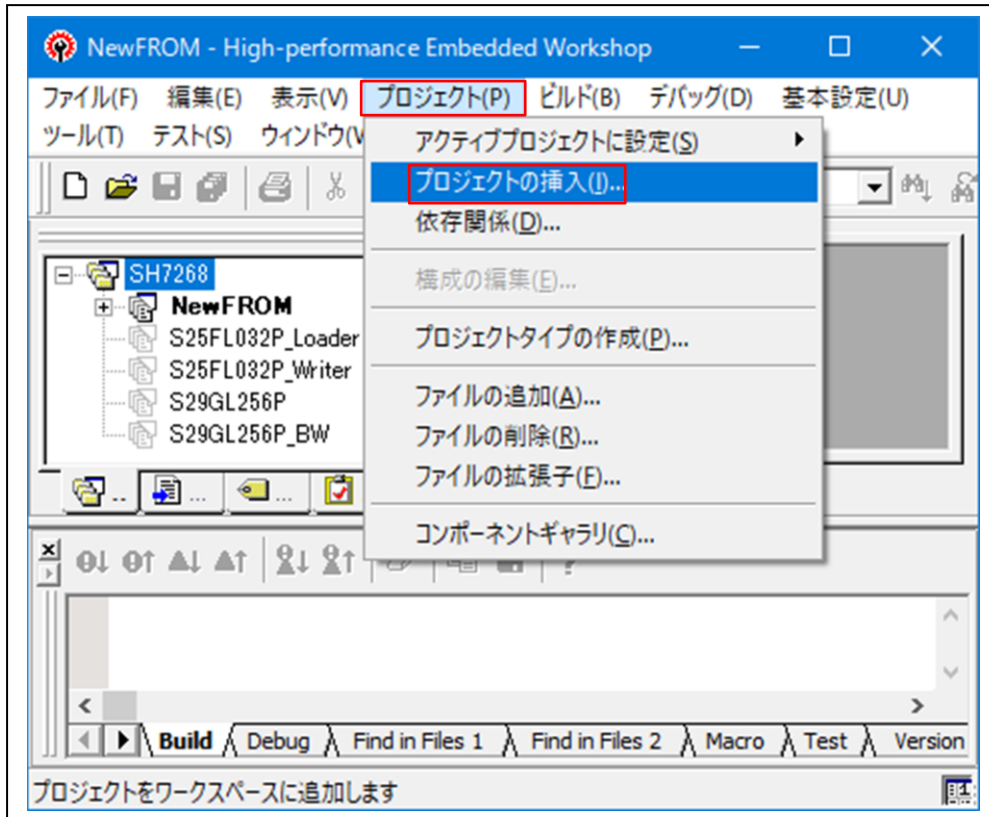 NewFROM - High-performance Embedded Workshop
ファイル(F) 編集(E) 表示(V) プロジェクト(P) ビルド(B) デバッグ(D) 基本設定(U)
ツール(T) テスト(S) ウィンドウ(V
アクティブプロジェクトに設定(S)
プロジェクトの挿入(I)...
依存関係(D)...
構成の編集(E)...
プロジェクトタイプの作成(P)...
ファイルの追加(A)...
ファイルの削除(R)...
ファイルの拡張子(F)...
コンポーネントギャラリ(C)...
SH7268
NewFROM
S25FL032P_Loader
S25FL032P_Writer
S29GL256P
S29GL256P_BW
.. ... ...
Build Debug Find in Files 1 Find in Files 2 Macro Test Version
プロジェクトをワークスペースに追加します